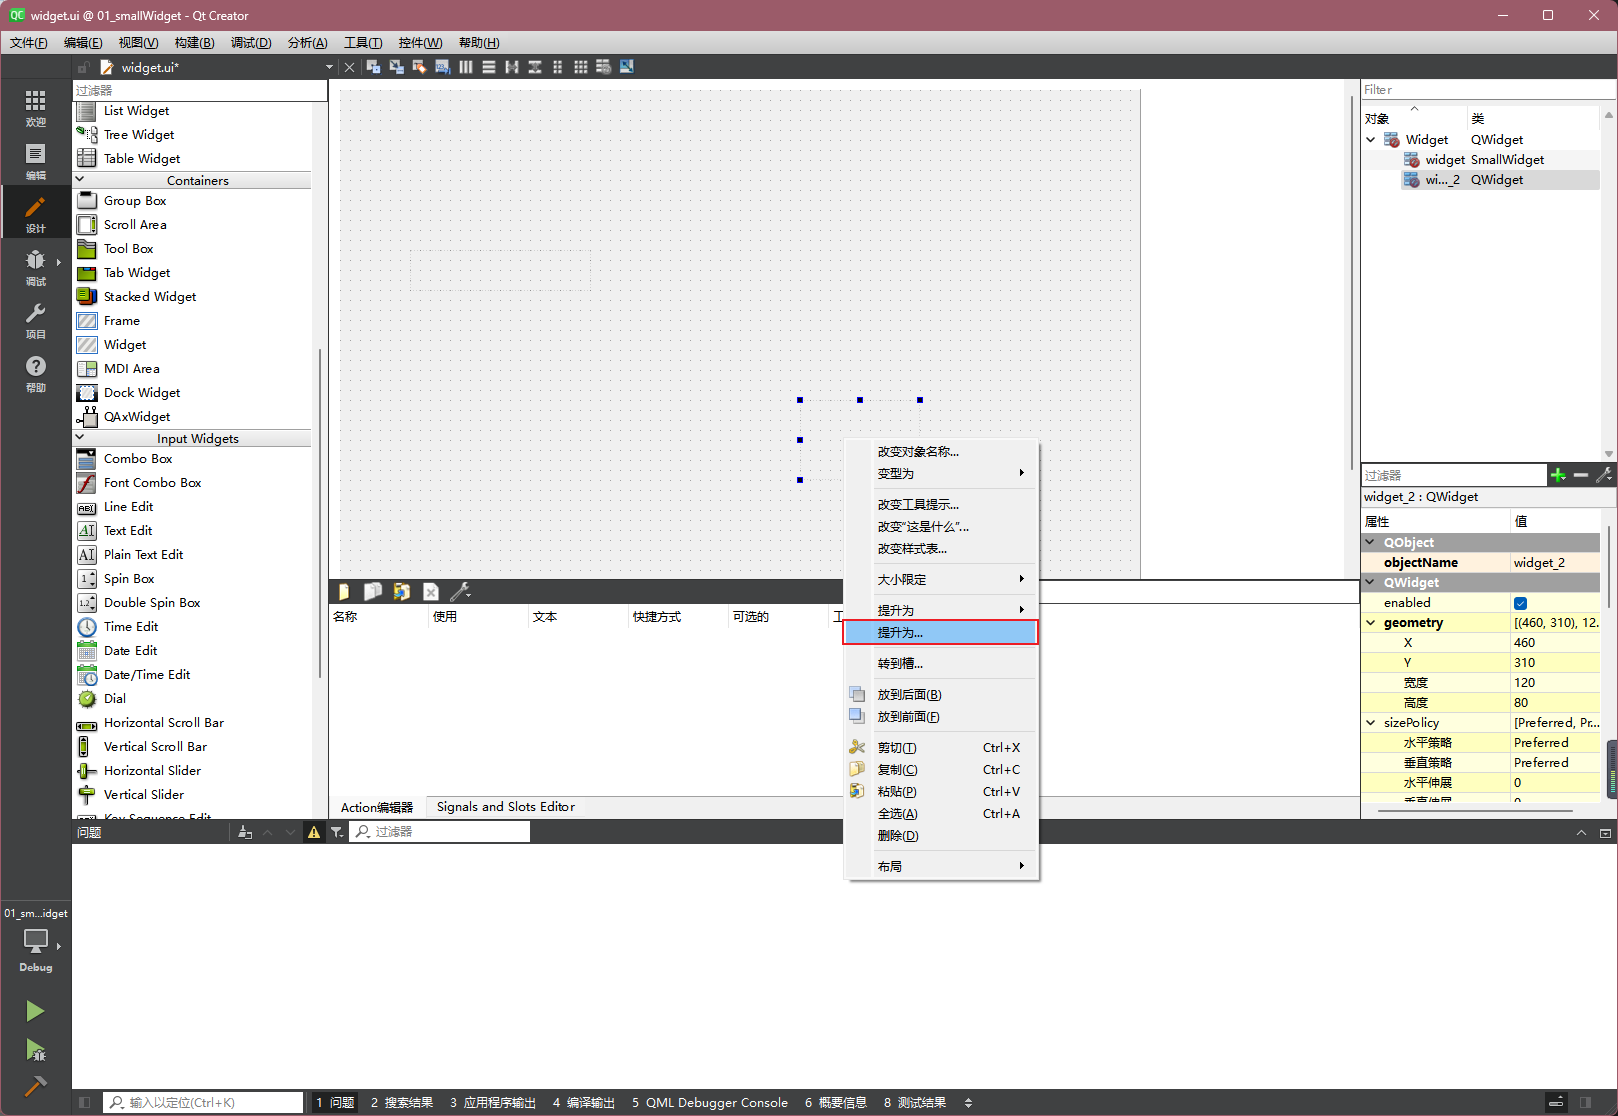 widget.ui @ 01_smallWidget - Qt Creator
文件(F) 编辑(E) 视图(V) 构建(B) 调试(D) 分析(A) 工具(T) 控件(W) 帮助(H)
widget.ui*
欢迎
编辑
设计
调试
项目
帮助
01_sm...idget
Debug
过滤器
List Widget
Tree Widget
Table Widget
Containers
Group Box
Scroll Area
Tool Box
Tab Widget
Stacked Widget
Frame
Widget
MDI Area
Dock Widget
QAxWidget
Input Widgets
Combo Box
Font Combo Box
Line Edit
Text Edit
Plain Text Edit
Spin Box
Double Spin Box
Time Edit
Date Edit
Date/Time Edit
Dial
Horizontal Scroll Bar
Vertical Scroll Bar
Horizontal Slider
Vertical Slider
Key Sequence Edit
名称 使用 文本 快捷方式 可选的 工
Action编辑器 Signals and Slots Editor
改变对象名称...
变型为
改变工具提示...
改变“这是什么”...
改变样式表...
大小限定
提升为
提升为...
转到槽...
放到后面(B)
放到前面(F)
剪切(T) Ctrl+X
复制(C) Ctrl+C
粘贴(P) Ctrl+V
全选(A) Ctrl+A
删除(D)
布局
Filter
对象 类
Widget QWidget
widget SmallWidget
wi..._2 QWidget
过滤器
widget_2 : QWidget
属性 值
QObject
objectName widget_2
QWidget
enabled
geometry [(460, 310), 12...
X 460
Y 310
宽度 120
高度 80
sizePolicy [Preferred, Pr...
水平策略 Preferred
垂直策略 Preferred
水平伸展 0
垂直伸展 0
问题 过滤器
输入以定位(Ctrl+K) 1 问题 2 搜索结果 3 应用程序输出 4 编译输出 5 QML Debugger Console 6 概要信息 8 测试结果